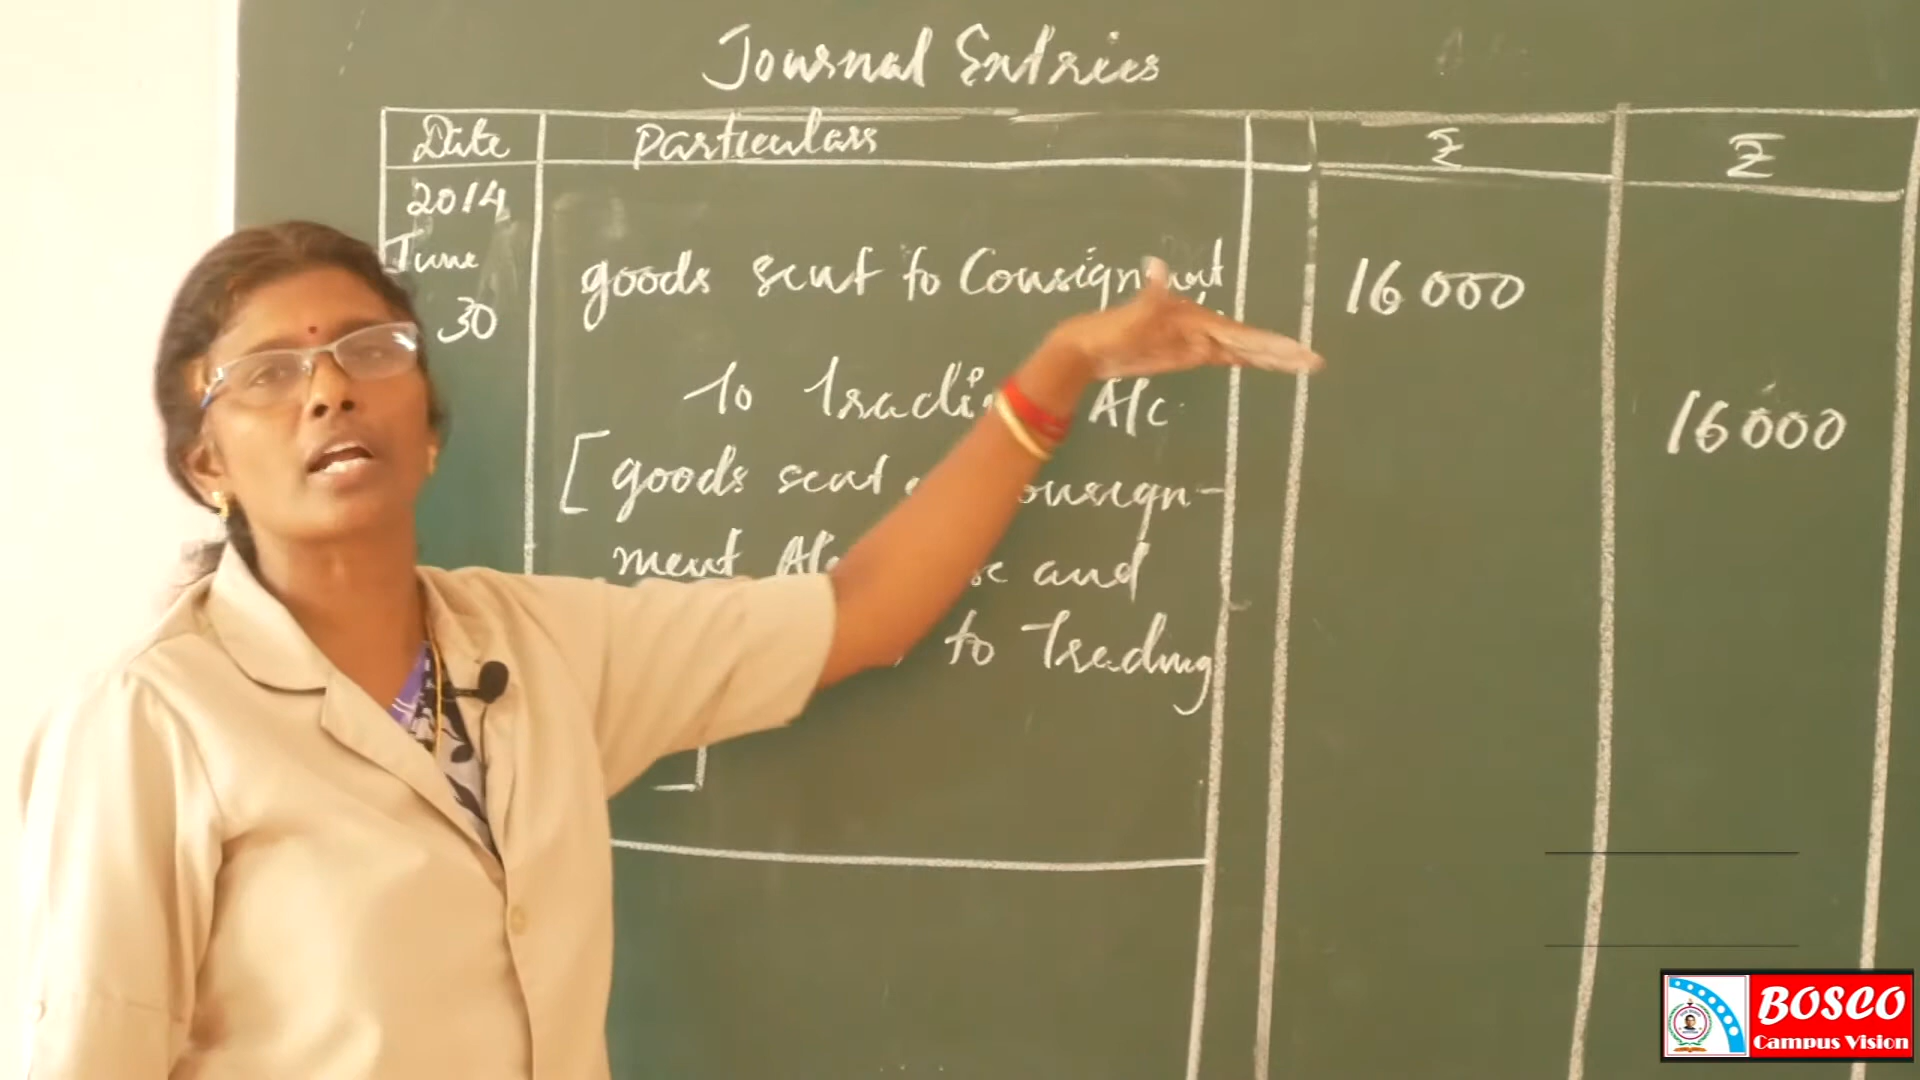 Journal Entries
Date Particulars ₹ ₹
2014
June
30
goods sent to Consignment 16000
To Trading A/c 16000
[goods sent Consign-
ment A/c and
to Trading
]
BOSCO
Campus Vision